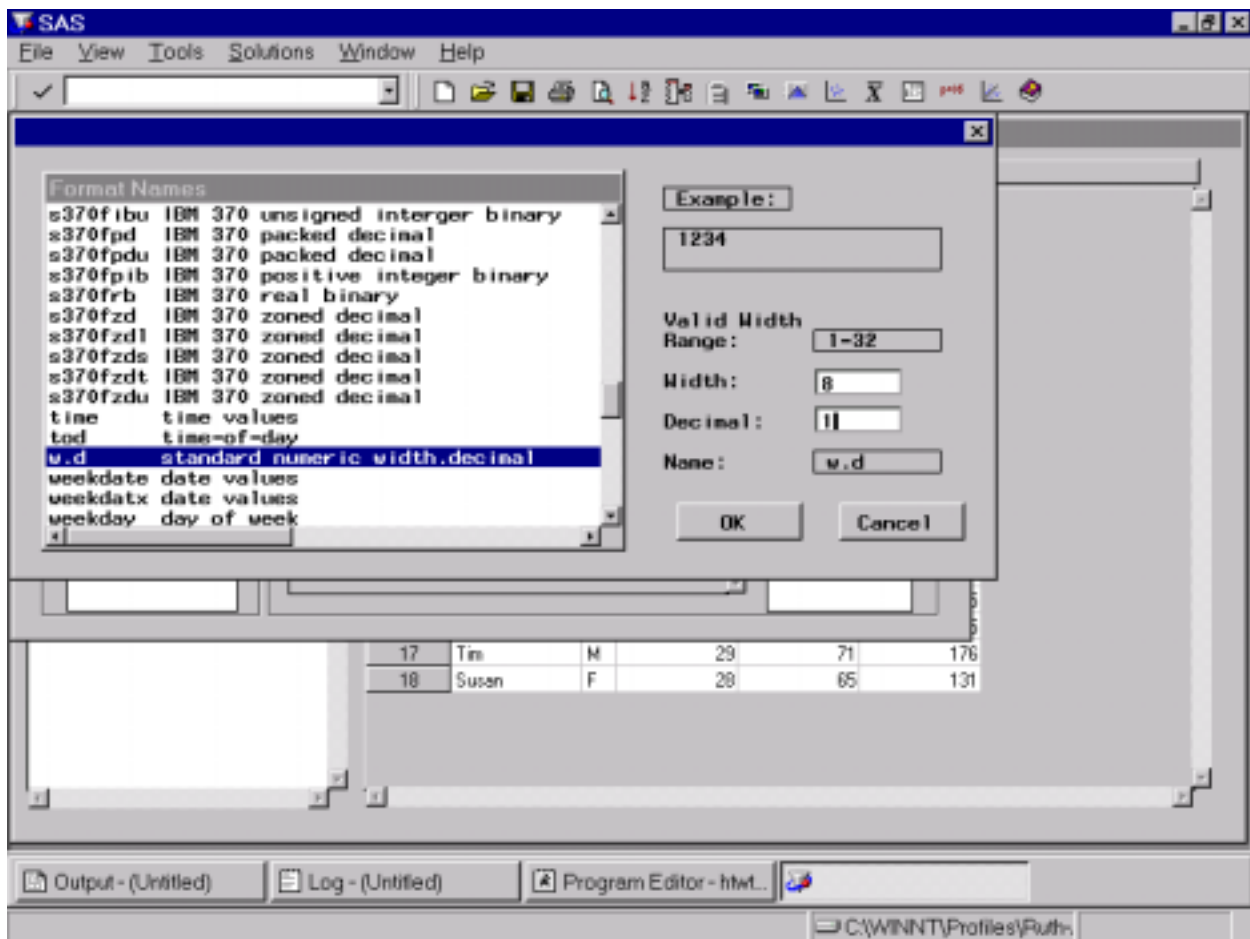 SAS
File View Tools Solutions Window Help
Format Names
s370fibu IBM 370 unsigned interger binary
s370fpd IBM 370 packed decimal
s370fpdu IBM 370 packed decimal
s370fpib IBM 370 positive integer binary
s370frb IBM 370 real binary
s370fzd IBM 370 zoned decimal
s370fzdl IBM 370 zoned decimal
s370fzds IBM 370 zoned decimal
s370fzdt IBM 370 zoned decimal
s370fzdu IBM 370 zoned decimal
time time values
tod time-of-day
w.d standard numeric width.decimal
weekdate date values
weekdatx date values
weekday day of week
Example:
1234
Valid Width
Range: 1-32
Width: 8
Decimal: 1
Name: w.d
OK Cancel
17 Tim M 29 71 176
18 Susan F 28 65 131
Output - (Untitled) Log - (Untitled) Program Editor - htwt...
C:\WINNT\Profiles\Ruth